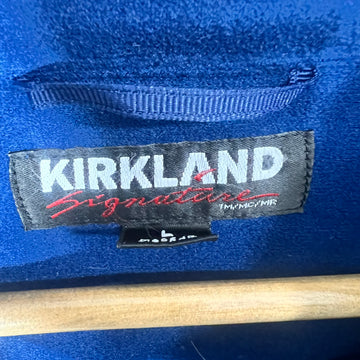 KIRKLAND
Signature
TM/MC/MR
L